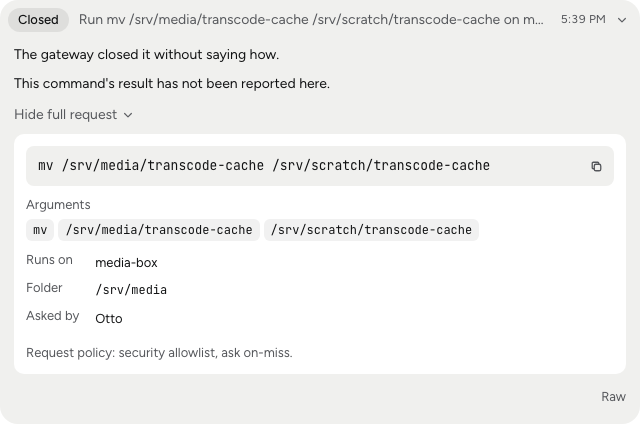 Closed Run mv /srv/media/transcode-cache /srv/scratch/transcode-cache on m... 5:39 PM
The gateway closed it without saying how.
This command's result has not been reported here.
Hide full request
mv /srv/media/transcode-cache /srv/scratch/transcode-cache
Arguments
mv /srv/media/transcode-cache /srv/scratch/transcode-cache
Runs on media-box
Folder /srv/media
Asked by Otto
Request policy: security allowlist, ask on-miss.
Raw